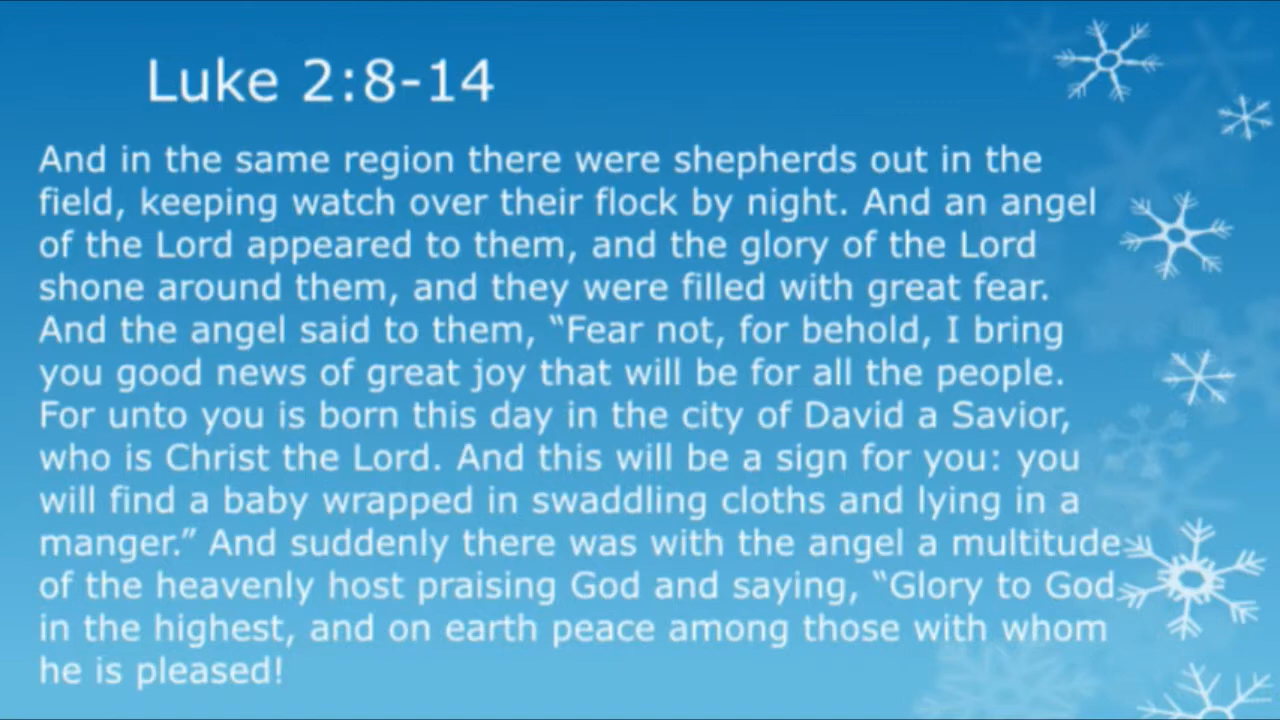 Luke 2:8-14
And in the same region there were shepherds out in the
field, keeping watch over their flock by night. And an angel
of the Lord appeared to them, and the glory of the Lord
shone around them, and they were filled with great fear.
And the angel said to them, “Fear not, for behold, I bring
you good news of great joy that will be for all the people.
For unto you is born this day in the city of David a Savior,
who is Christ the Lord. And this will be a sign for you: you
will find a baby wrapped in swaddling cloths and lying in a
manger.” And suddenly there was with the angel a multitude
of the heavenly host praising God and saying, “Glory to God
in the highest, and on earth peace among those with whom
he is pleased!